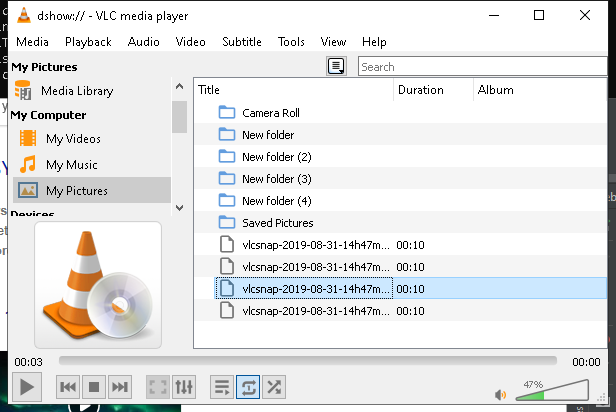 dshow:// - VLC media player
Media Playback Audio Video Subtitle Tools View Help
My Pictures
Search
Media Library
My Computer
My Videos
My Music
My Pictures
Devices
Title Duration Album
Camera Roll
New folder
New folder (2)
New folder (3)
New folder (4)
Saved Pictures
vlcsnap-2019-08-31-14h47m... 00:10
vlcsnap-2019-08-31-14h47m... 00:10
vlcsnap-2019-08-31-14h47m... 00:10
vlcsnap-2019-08-31-14h47m... 00:10
00:03 00:00
47%